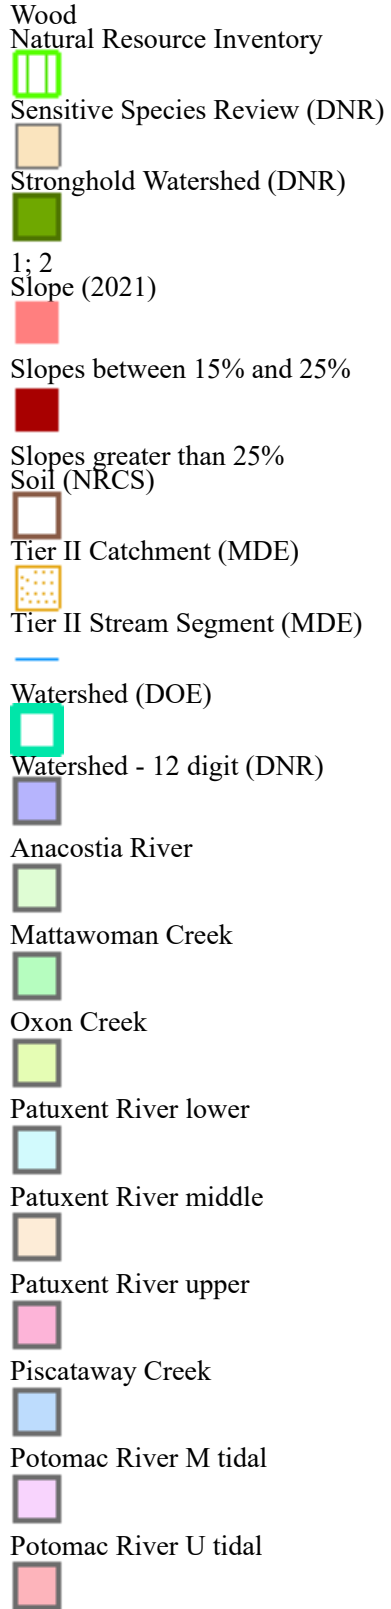 Wood
Natural Resource Inventory
Sensitive Species Review (DNR)
Stronghold Watershed (DNR)
1; 2
Slope (2021)
Slopes between 15% and 25%
Slopes greater than 25%
Soil (NRCS)
Tier II Catchment (MDE)
Tier II Stream Segment (MDE)
Watershed (DOE)
Watershed - 12 digit (DNR)
Anacostia River
Mattawoman Creek
Oxon Creek
Patuxent River lower
Patuxent River middle
Patuxent River upper
Piscataway Creek
Potomac River M tidal
Potomac River U tidal